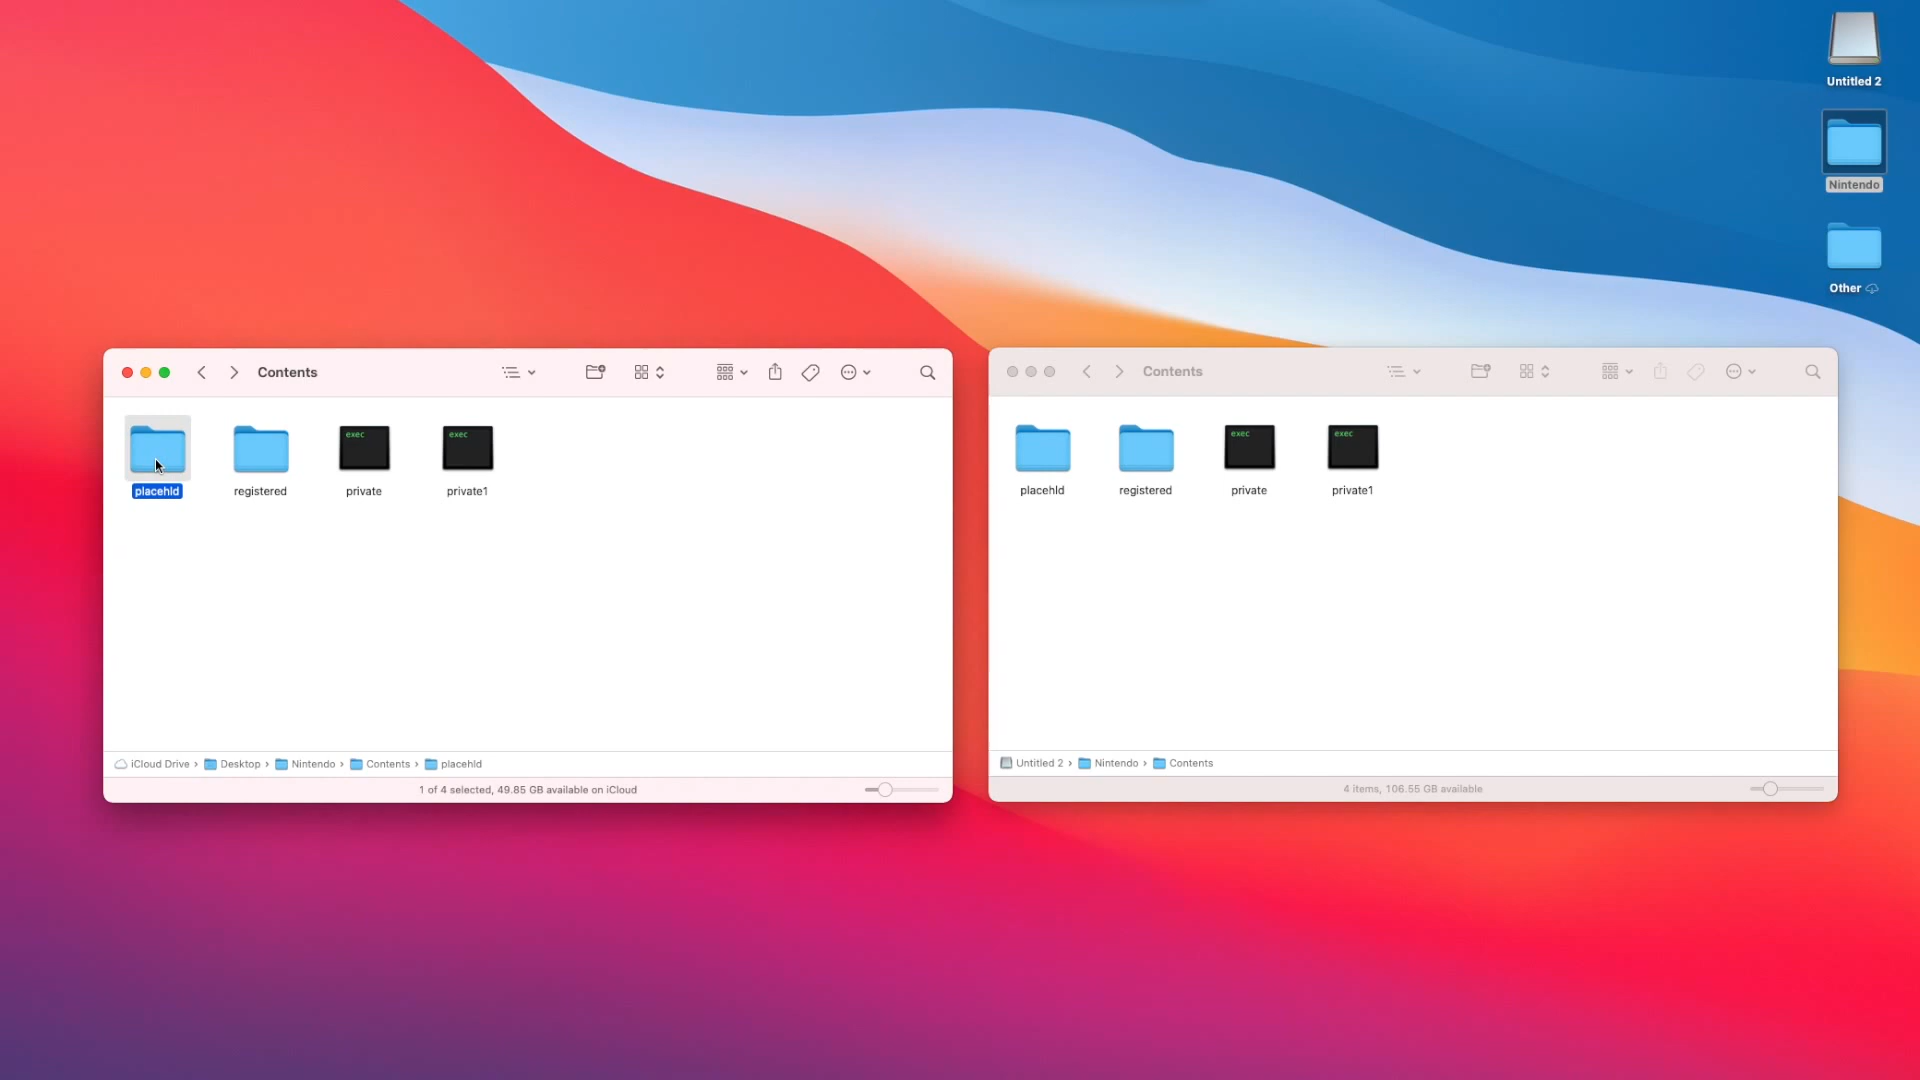 Untitled 2
Nintendo
Other
Contents
exec
exec
placehld
registered
private
private1
iCloud Drive › Desktop › Nintendo › Contents › placehld
1 of 4 selected, 49.85 GB available on iCloud
Contents
exec
exec
placehld
registered
private
private1
Untitled 2 › Nintendo › Contents
4 items, 106.55 GB available